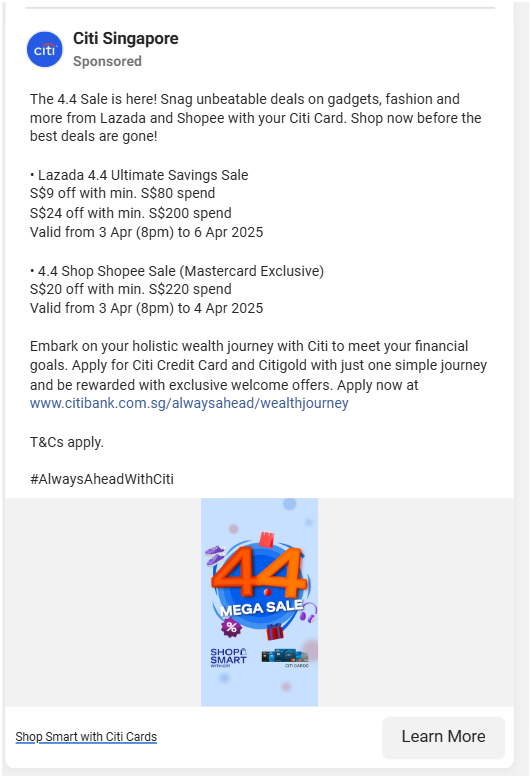 citi
Citi Singapore
Sponsored
The 4.4 Sale is here! Snag unbeatable deals on gadgets, fashion and
more from Lazada and Shopee with your Citi Card. Shop now before the
best deals are gone!
• Lazada 4.4 Ultimate Savings Sale
S$9 off with min. S$80 spend
S$24 off with min. S$200 spend
Valid from 3 Apr (8pm) to 6 Apr 2025
• 4.4 Shop Shopee Sale (Mastercard Exclusive)
S$20 off with min. S$220 spend
Valid from 3 Apr (8pm) to 4 Apr 2025
Embark on your holistic wealth journey with Citi to meet your financial
goals. Apply for Citi Credit Card and Citigold with just one simple journey
and be rewarded with exclusive welcome offers. Apply now at
www.citibank.com.sg/alwaysahead/wealthjourney
T&Cs apply.
#AlwaysAheadWithCiti
4.4
MEGA SALE
%
SHOP
SMART
WITH CITI
CITI CARDS
Shop Smart with Citi Cards
Learn More